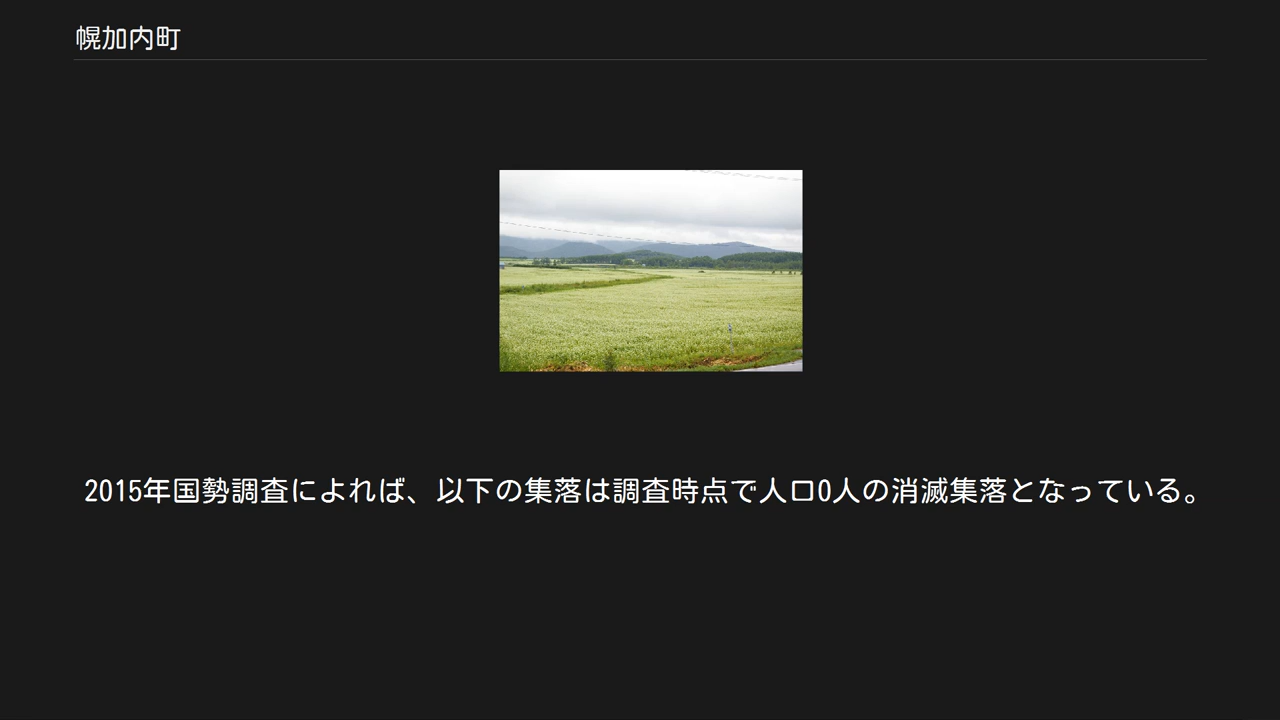 幌加内町
2015年国勢調査によれば、以下の集落は調査時点で人口0人の消滅集落となっている。